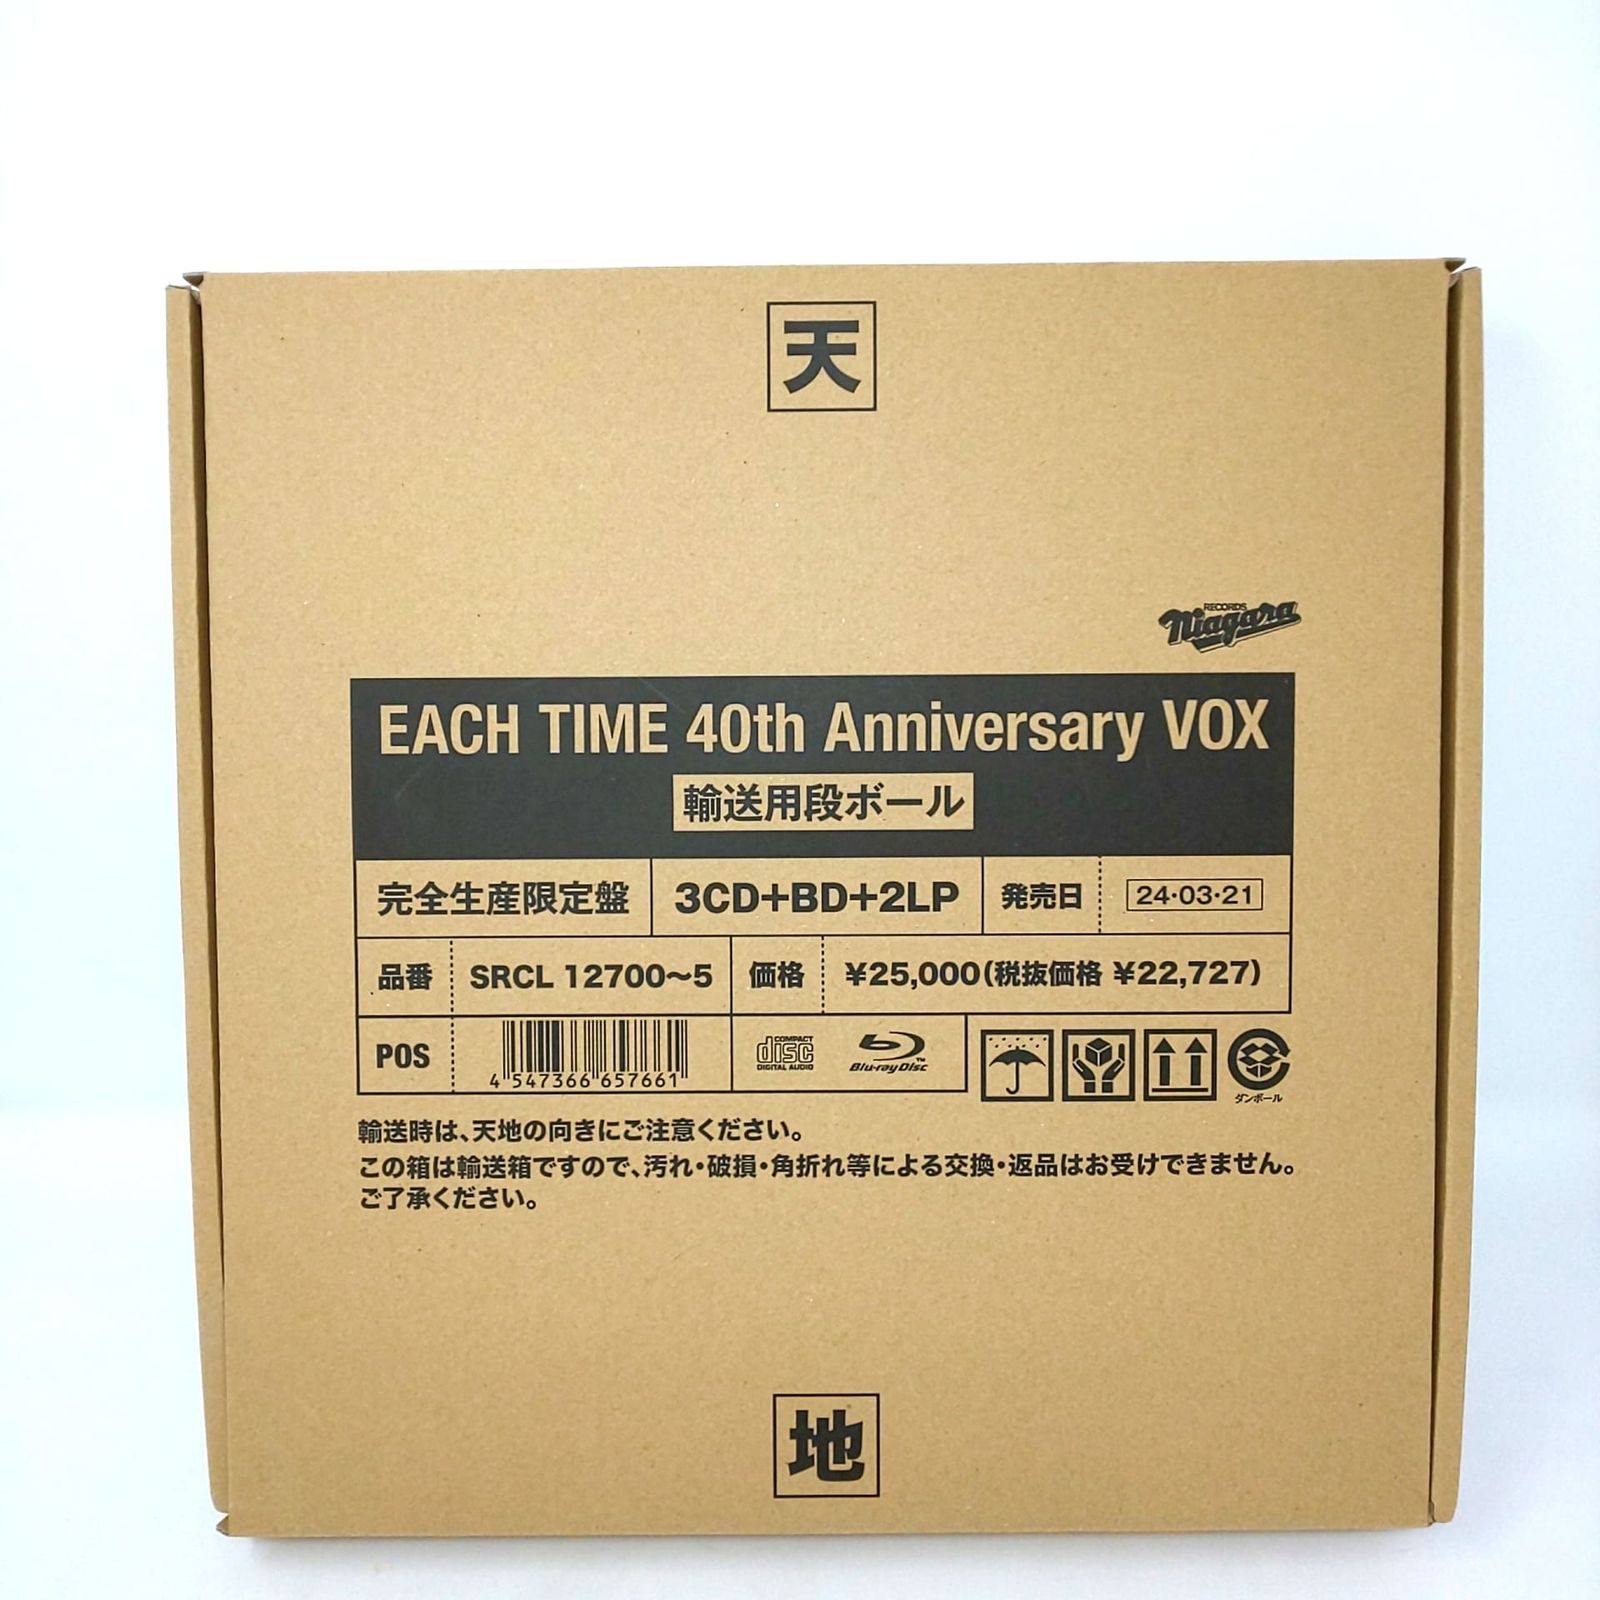 天
RECORDS
Niagara
EACH TIME 40th Anniversary VOX
輸送用段ボール
完全生産限定盤 3CD+BD+2LP 発売日 24・03・21
品番 SRCL 12700〜5 価格 ¥25,000(税抜価格 ¥22,727)
POS 4 547366 657661 COMPACT disc DIGITAL AUDIO Blu-ray Disc™ ダンボール
輸送時は、天地の向きにご注意ください。
この箱は輸送箱ですので、汚れ・破損・角折れ等による交換・返品はお受けできません。
ご了承ください。
地